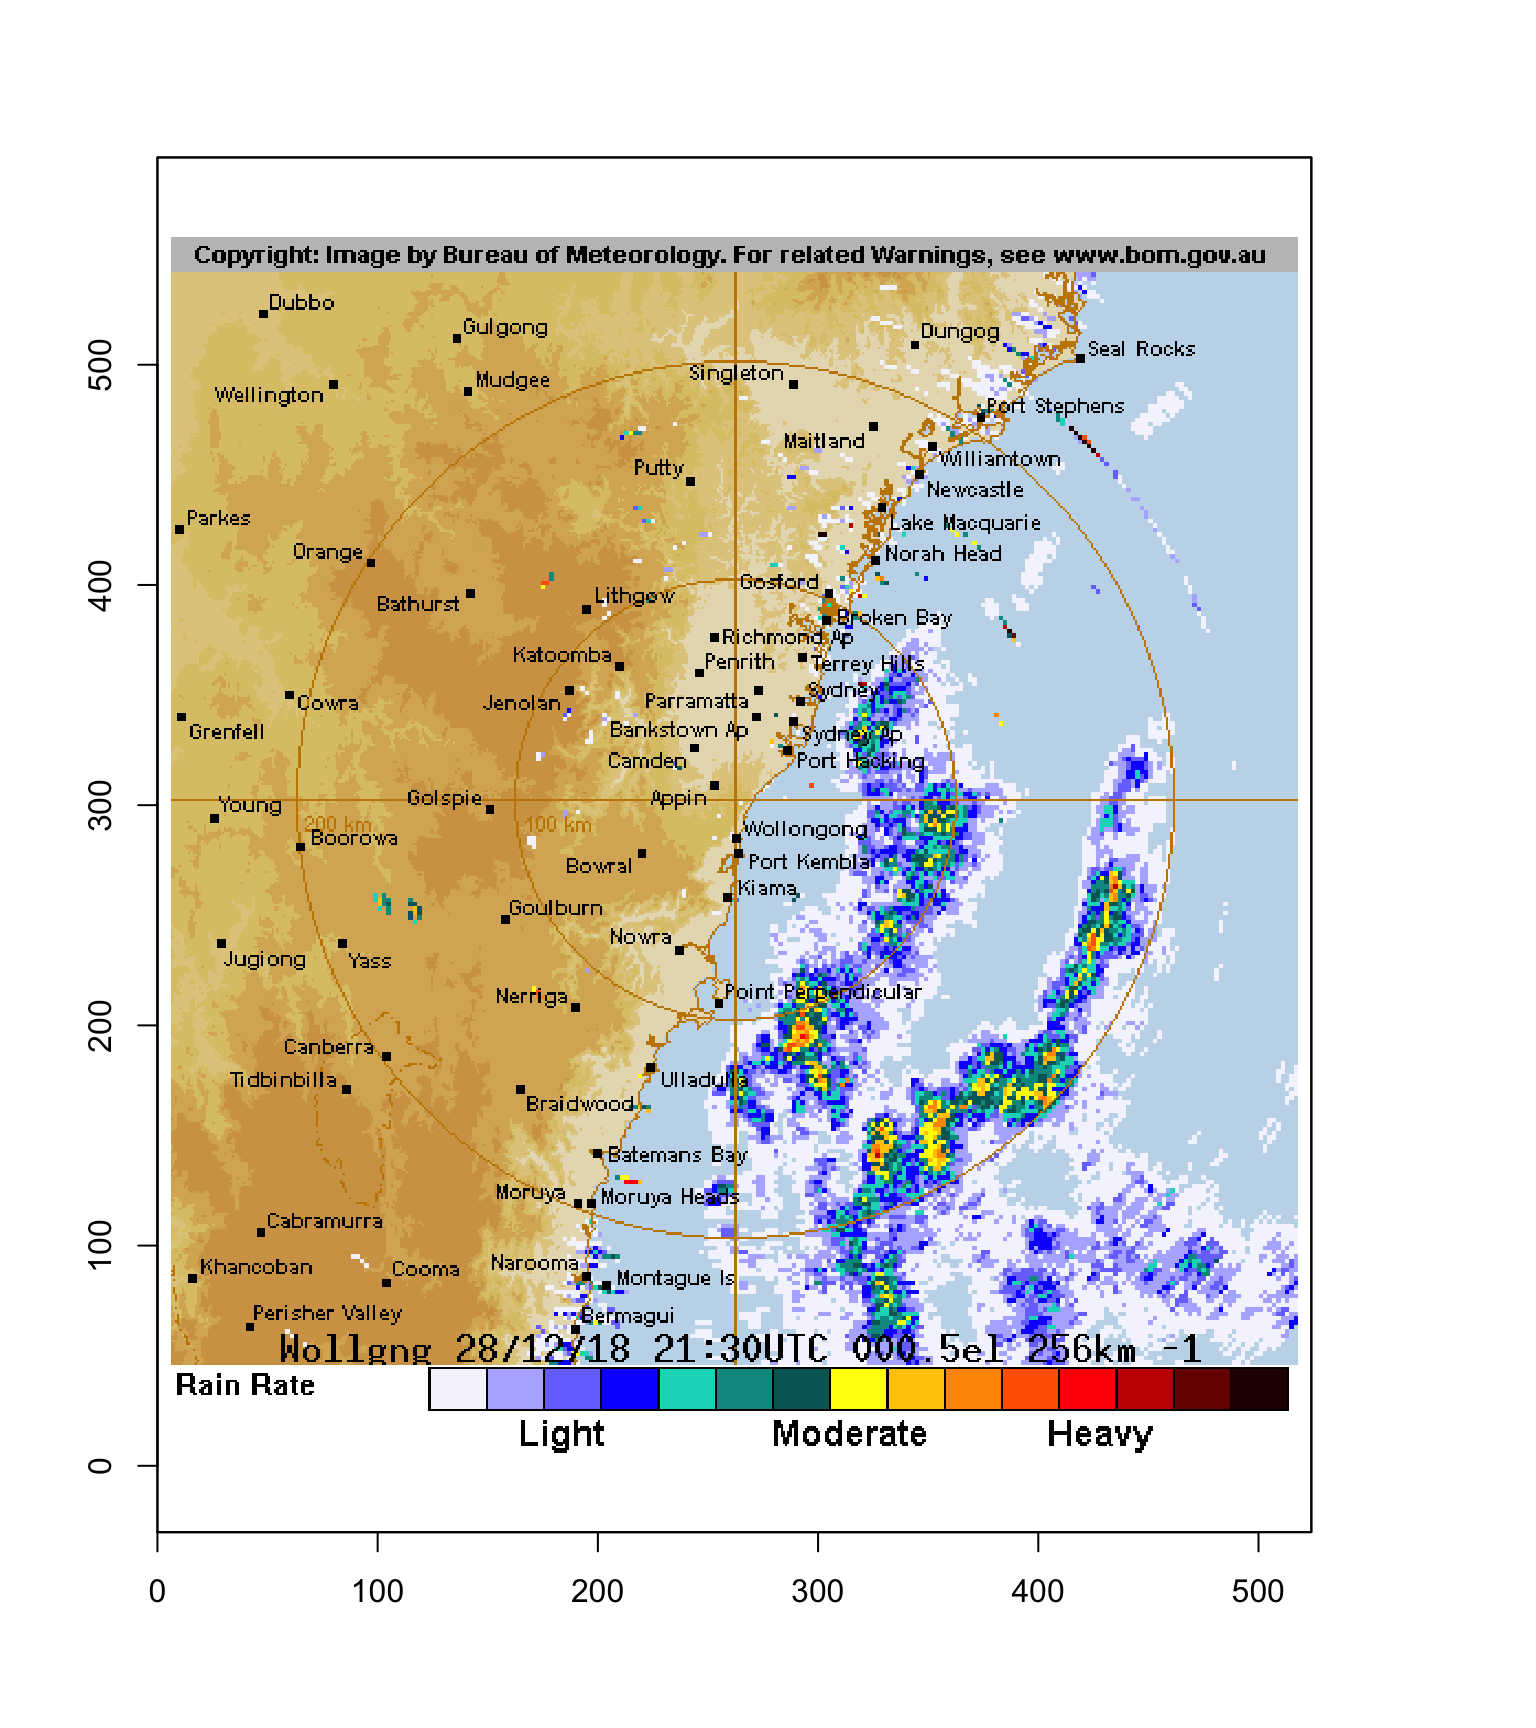 Copyright: Image by Bureau of Meteorology. For related Warnings, see www.bom.gov.au
Dubbo
Gulgong
Dungog
Seal Rocks
500
Wellington
Mudgee
Singleton
Port Stephens
Maitland
Putty
Williamtown
Newcastle
Parkes
Lake Macquarie
Orange
Norah Head
400
Gosford
Bathurst
Lithgow
Broken Bay
Richmond Ap
Katoomba
Penrith
Terrey Hills
Cowra
Jenolan
Parramatta
Sydney
Grenfell
Bankstown Ap
Sydney Ap
Camden
Port Hacking
300
Young
Golspie
Appin
200 km
100 km
Boorowa
Wollongong
Bowral
Port Kembla
Kiama
Goulburn
Nowra
Jugiong
Yass
Nerriga
Point Perpendicular
200
Canberra
Tidbinbilla
Ulladulla
Braidwood
Batemans Bay
Moruya
Moruya Heads
Cabramurra
100
Khancoban
Cooma
Narooma
Montague Is
Perisher Valley
Bermagui
Wollgng 28/12/18 21:30UTC 000.5el 256km -1
Rain Rate
Light
Moderate
Heavy
0
0
100
200
300
400
500